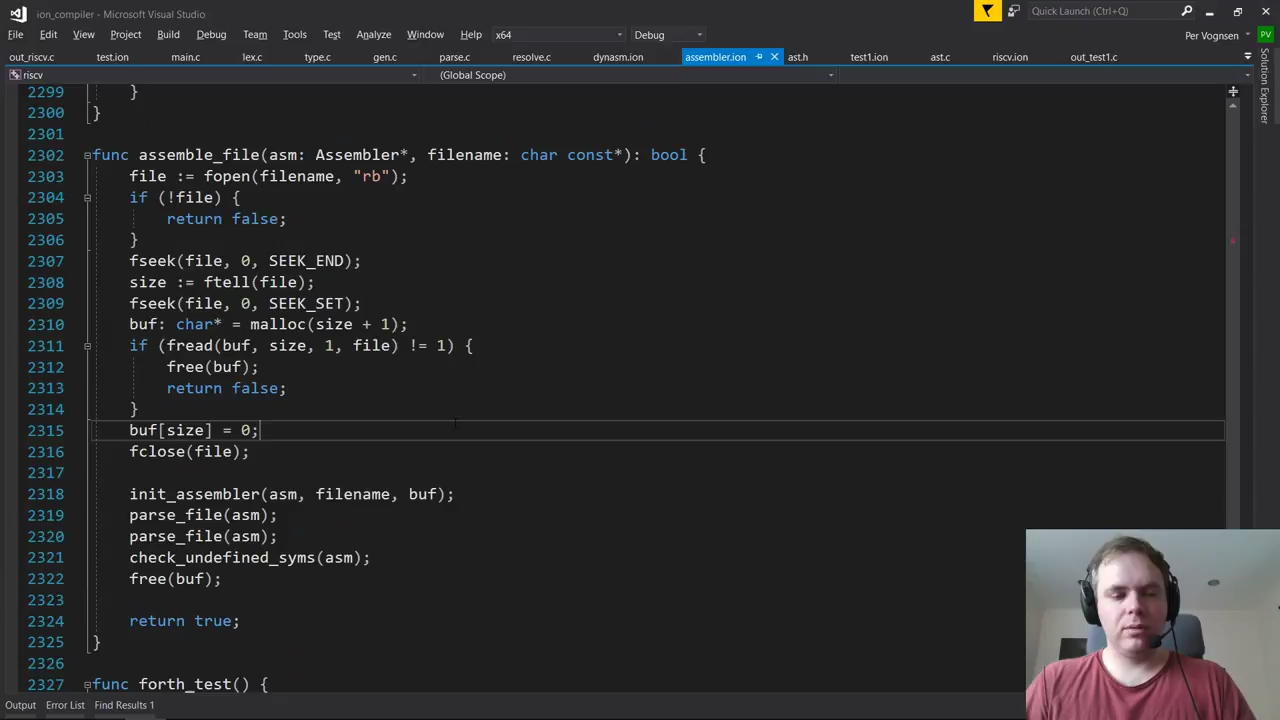 ion_compiler - Microsoft Visual Studio
Quick Launch (Ctrl+Q)
File Edit View Project Build Debug Team Tools Test Analyze Window Help x64 Debug Per Vognsen PV
out_riscv.c test.ion main.c lex.c type.c gen.c parse.c resolve.c dynasm.ion assembler.ion ast.h test1.ion ast.c riscv.ion out_test1.c
riscv (Global Scope)
Solution Explorer
2299 }
2300 }
2301
2302 func assemble_file(asm: Assembler*, filename: char const*): bool {
2303 file := fopen(filename, "rb");
2304 if (!file) {
2305 return false;
2306 }
2307 fseek(file, 0, SEEK_END);
2308 size := ftell(file);
2309 fseek(file, 0, SEEK_SET);
2310 buf: char* = malloc(size + 1);
2311 if (fread(buf, size, 1, file) != 1) {
2312 free(buf);
2313 return false;
2314 }
2315 buf[size] = 0;
2316 fclose(file);
2317
2318 init_assembler(asm, filename, buf);
2319 parse_file(asm);
2320 parse_file(asm);
2321 check_undefined_syms(asm);
2322 free(buf);
2323
2324 return true;
2325 }
2326
2327 func forth_test() {
Output Error List Find Results 1